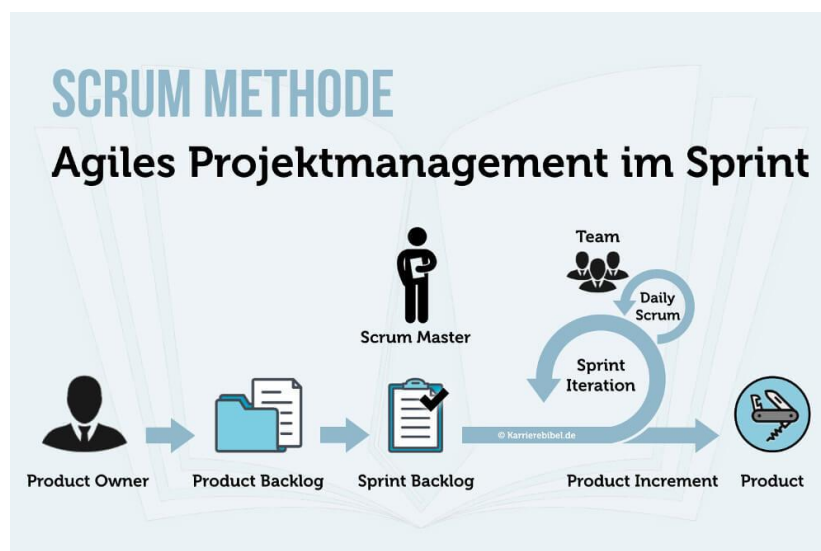 SCRUM METHODE
Agiles Projektmanagement im Sprint
Team
Daily
Scrum
Scrum Master
Sprint
Iteration
© Karrierebibel.de
Product Owner
Product Backlog
Sprint Backlog
Product Increment
Product